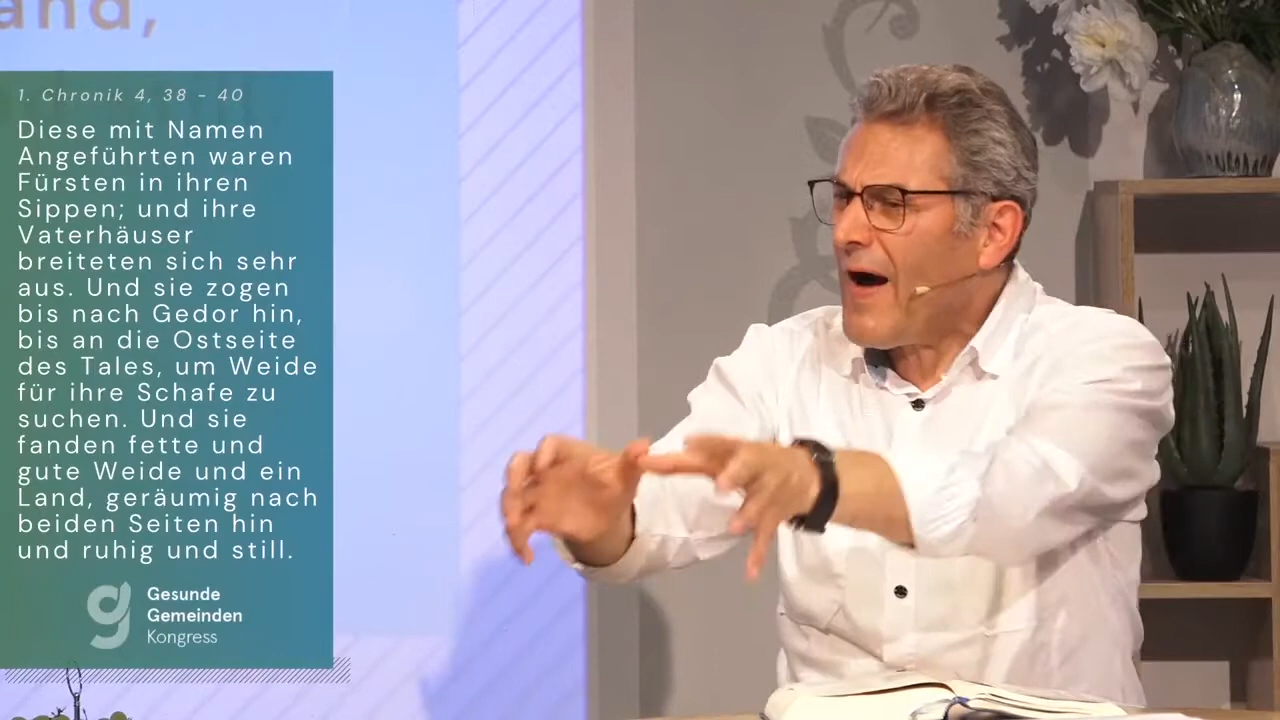 and,
1. Chronik 4, 38 - 40
Diese mit Namen
Angeführten waren
Fürsten in ihren
Sippen; und ihre
Vaterhäuser
breiteten sich sehr
aus. Und sie zogen
bis nach Gedor hin,
bis an die Ostseite
des Tales, um Weide
für ihre Schafe zu
suchen. Und sie
fanden fette und
gute Weide und ein
Land, geräumig nach
beiden Seiten hin
und ruhig und still.
Gesunde
Gemeinden
Kongress